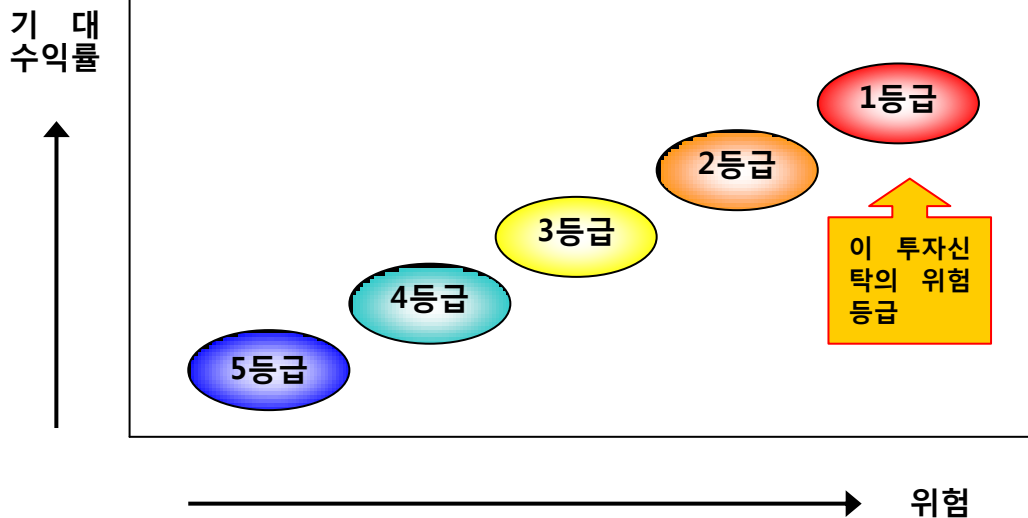 기 대
수익률
1등급
2등급
3등급
이 투자신
탁의 위험
등급
4등급
5등급
위험